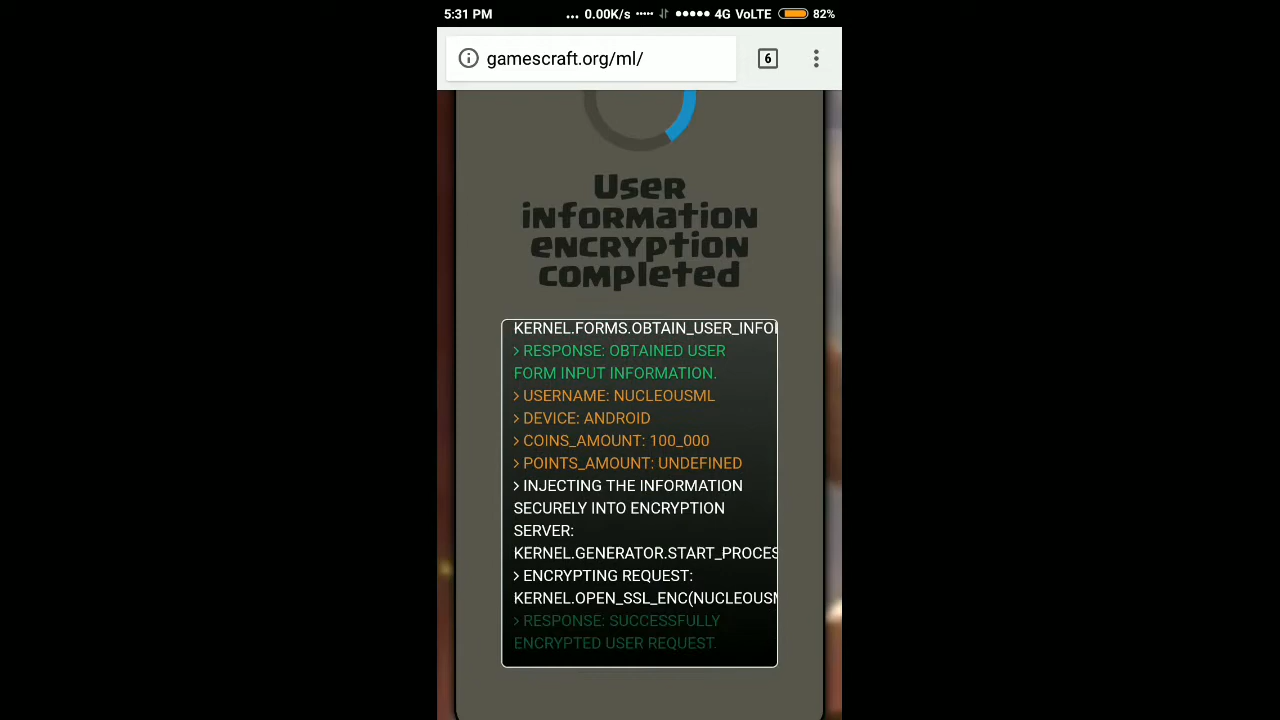 5:31 PM ... 0.00K/s 4G VoLTE 82%
gamescraft.org/ml/ 6
User
information
encryption
completed
KERNEL.FORMS.OBTAIN_USER_INFO
> RESPONSE: OBTAINED USER
FORM INPUT INFORMATION.
> USERNAME: NUCLEOUSML
> DEVICE: ANDROID
> COINS_AMOUNT: 100_000
> POINTS_AMOUNT: UNDEFINED
> INJECTING THE INFORMATION
SECURELY INTO ENCRYPTION
SERVER:
KERNEL.GENERATOR.START_PROCES
> ENCRYPTING REQUEST:
KERNEL.OPEN_SSL_ENC(NUCLEOUSM
> RESPONSE: SUCCESSFULLY
ENCRYPTED USER REQUEST.